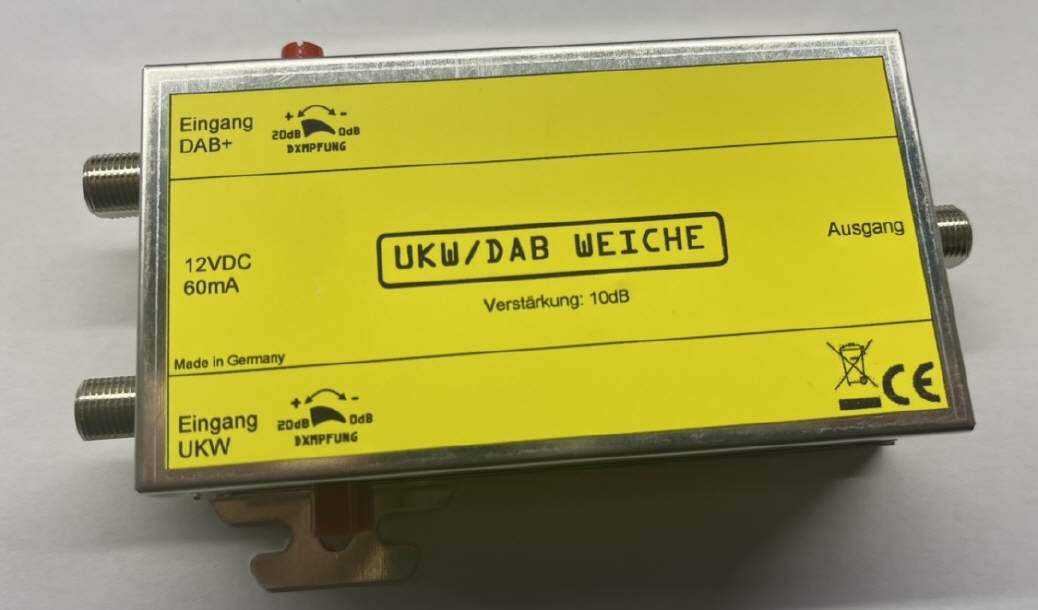 Eingang
DAB+
+ -
20dB 0dB
DXMPFUNG
12VDC
60mA
UKW/DAB WEICHE
Verstärkung: 10dB
Ausgang
Made in Germany
Eingang
UKW
+ -
20dB 0dB
DXMPFUNG
CE